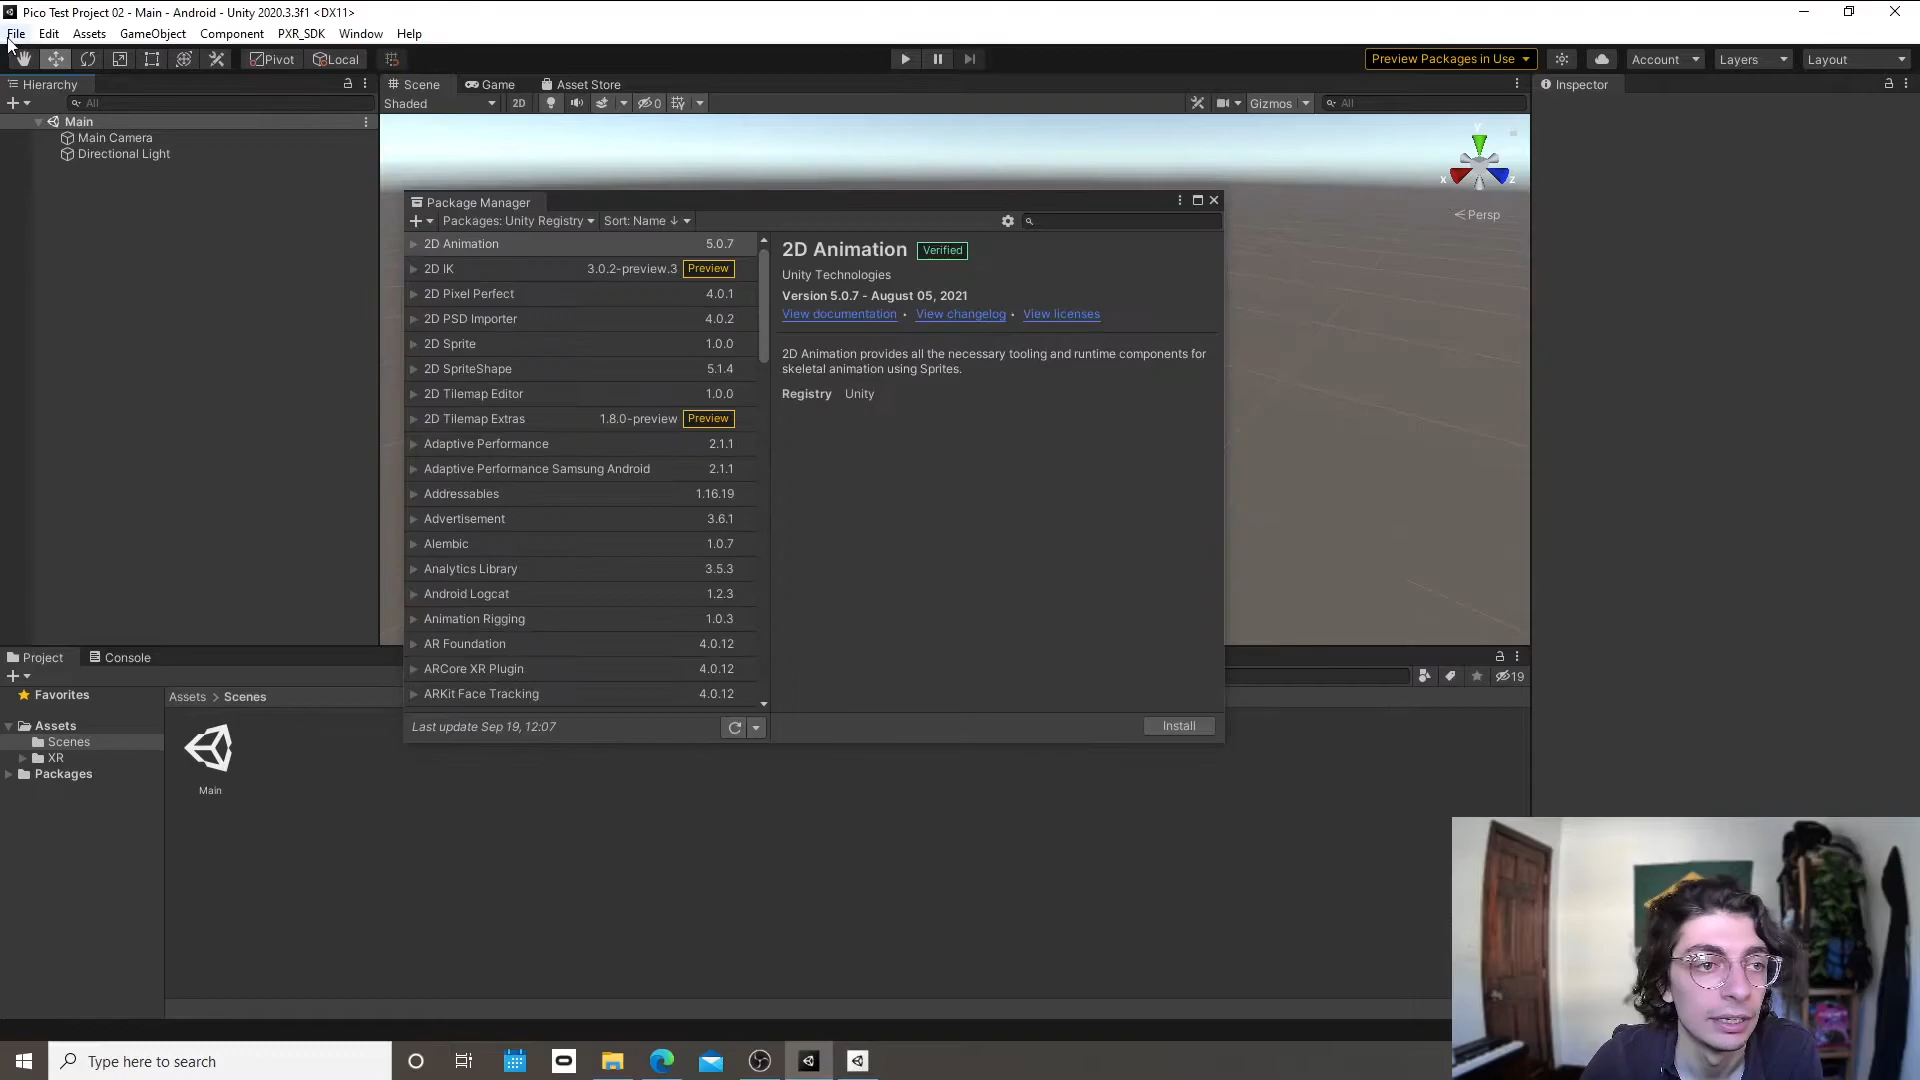 Pico Test Project 02 - Main - Android - Unity 2020.3.3f1 <DX11>
File Edit Assets GameObject Component PXR_SDK Window Help
Pivot Local Preview Packages in Use Account Layers Layout
Hierarchy
All
Main
Main Camera
Directional Light
Scene Game Asset Store
Shaded 2D 0 Gizmos All
y
x z
Persp
Inspector
Package Manager
Packages: Unity Registry Sort: Name ↓
2D Animation 5.0.7
2D IK 3.0.2-preview.3 Preview
2D Pixel Perfect 4.0.1
2D PSD Importer 4.0.2
2D Sprite 1.0.0
2D SpriteShape 5.1.4
2D Tilemap Editor 1.0.0
2D Tilemap Extras 1.8.0-preview Preview
Adaptive Performance 2.1.1
Adaptive Performance Samsung Android 2.1.1
Addressables 1.16.19
Advertisement 3.6.1
Alembic 1.0.7
Analytics Library 3.5.3
Android Logcat 1.2.3
Animation Rigging 1.0.3
AR Foundation 4.0.12
ARCore XR Plugin 4.0.12
ARKit Face Tracking 4.0.12
Last update Sep 19, 12:07
2D Animation Verified
Unity Technologies
Version 5.0.7 - August 05, 2021
View documentation • View changelog • View licenses
2D Animation provides all the necessary tooling and runtime components for
skeletal animation using Sprites.
Registry Unity
Install
Project Console
19
Favorites
Assets
Scenes
XR
Packages
Assets > Scenes
Main
Type here to search